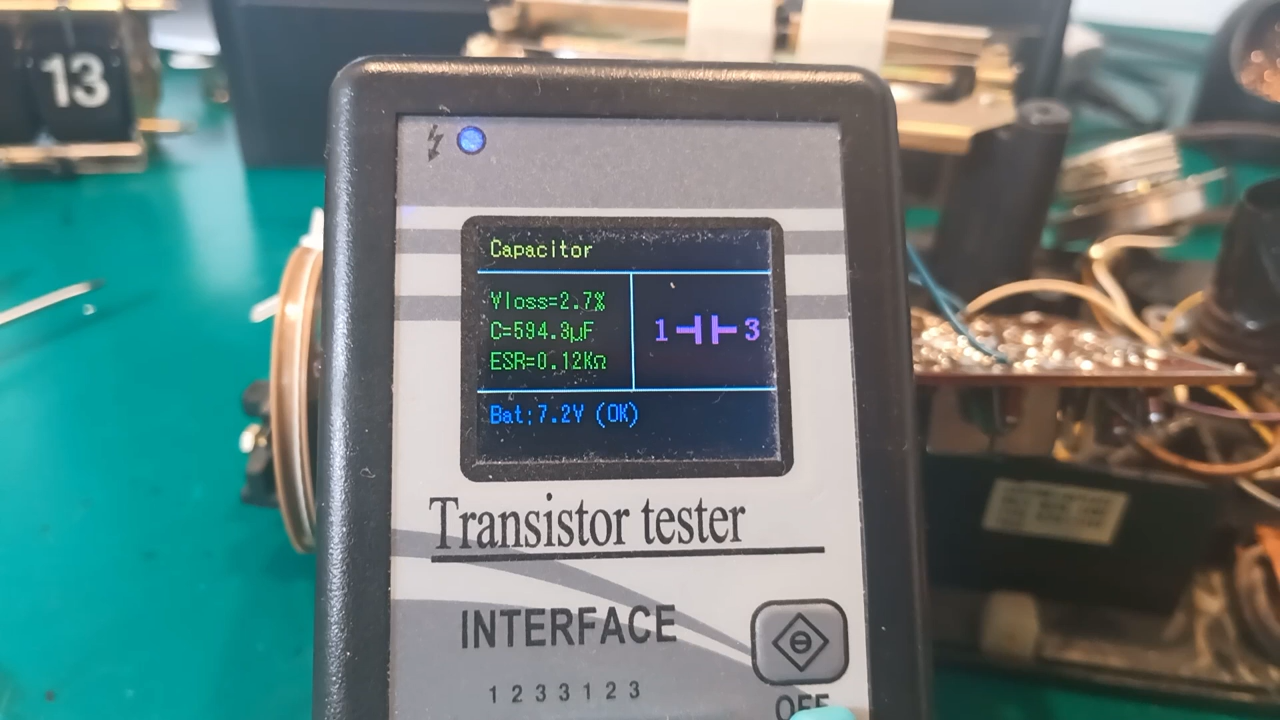 13
Capacitor
Vloss=2.7%
C=594.3µF
ESR=0.12KΩ
1 3
Bat:7.2V (OK)
Transistor tester
INTERFACE
1 2 3 3 1 2 3
OFF